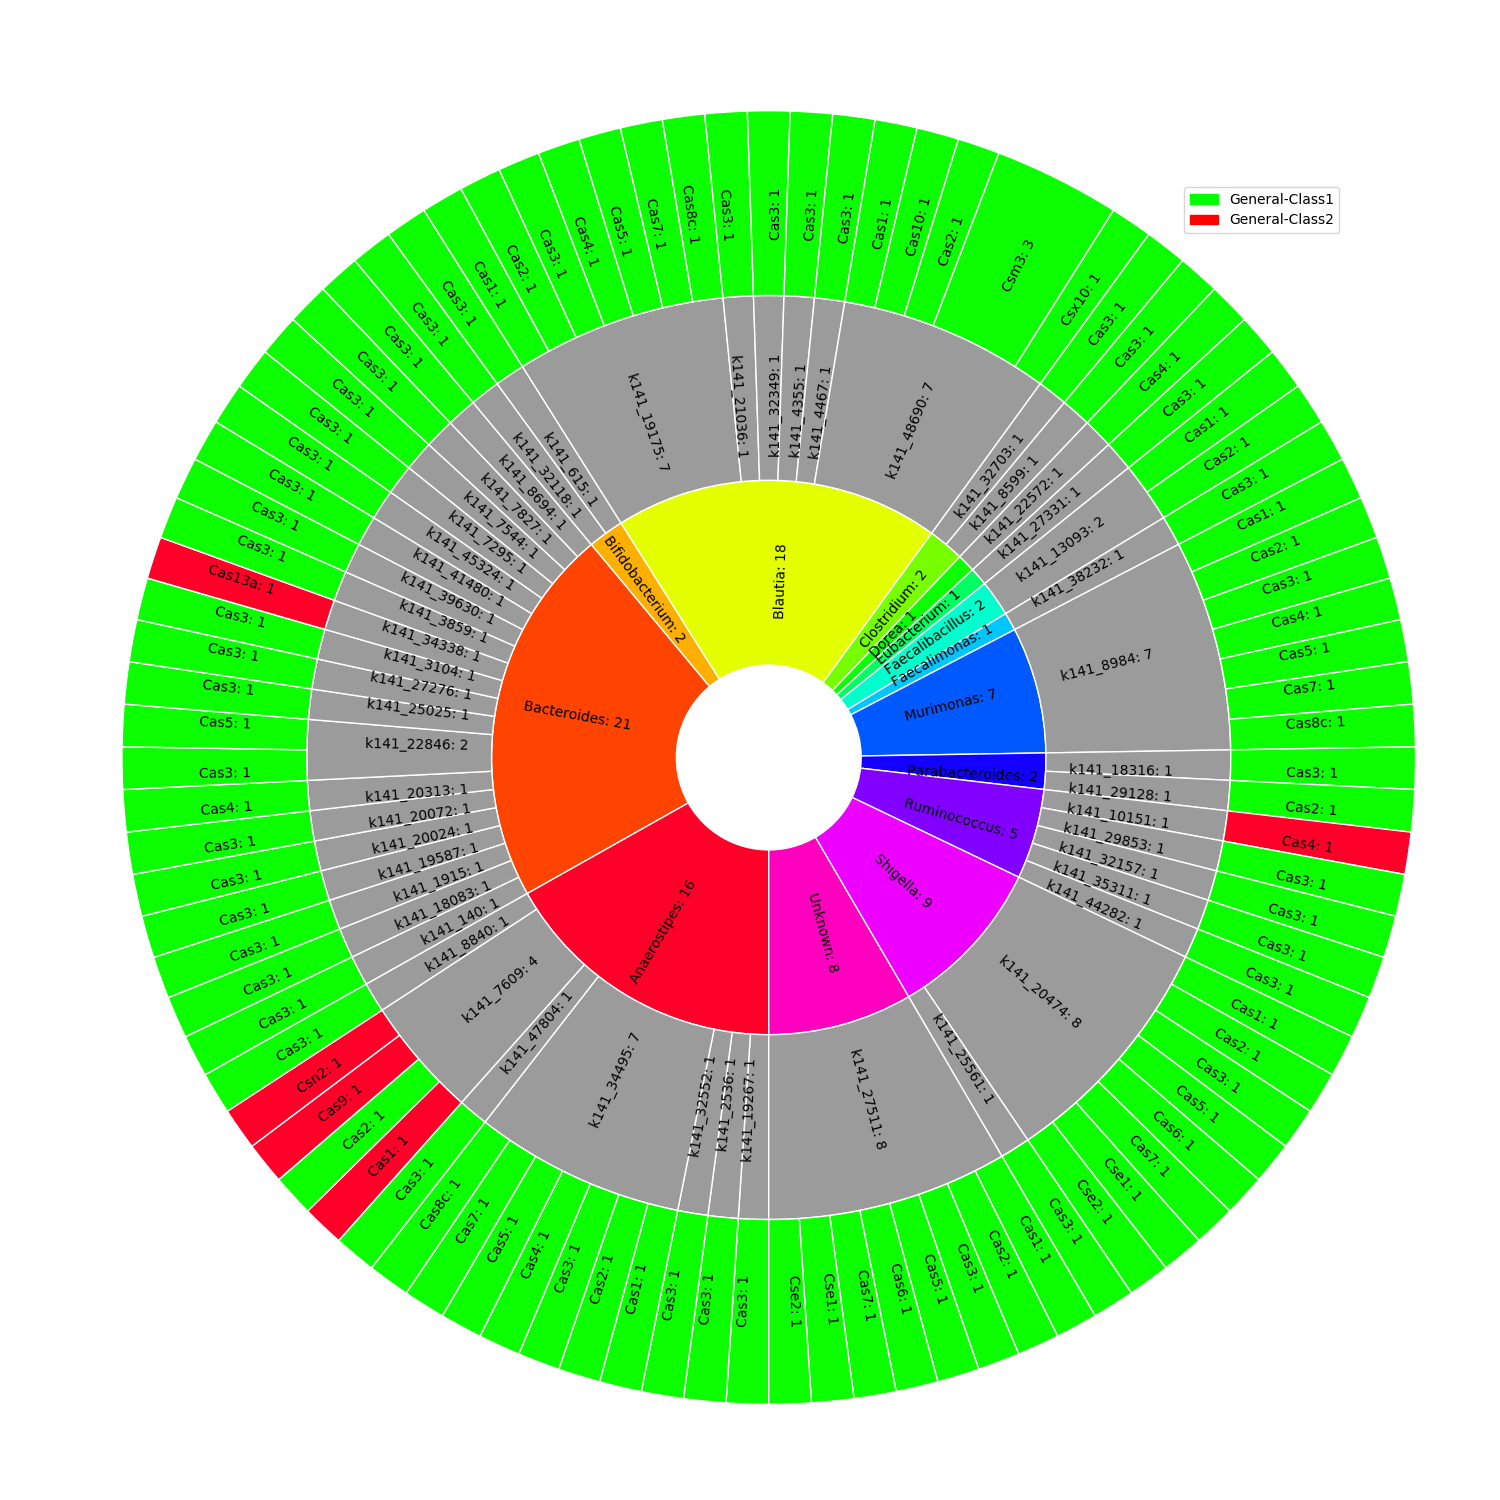 General-Class1
General-Class2
Anaerostipes: 16
Bacteroides: 21
Bifidobacterium: 2
Blautia: 18
Clostridium: 2
Dorea: 1
Eubacterium: 1
Faecalibacillus: 2
Faecalimonas: 1
Murimonas: 7
Parabacteroides: 2
Ruminococcus: 5
Shigella: 9
Unknown: 8
k141_19267: 1
k141_2536: 1
k141_32552: 1
k141_34495: 7
k141_47804: 1
k141_7609: 4
k141_8840: 1
k141_140: 1
k141_18083: 1
k141_1915: 1
k141_19587: 1
k141_20024: 1
k141_20072: 1
k141_20313: 1
k141_22846: 2
k141_25025: 1
k141_27276: 1
k141_3104: 1
k141_34338: 1
k141_3859: 1
k141_39630: 1
k141_41480: 1
k141_45324: 1
k141_7295: 1
k141_7544: 1
k141_7827: 1
k141_8694: 1
k141_32118: 1
k141_615: 1
k141_19175: 7
k141_21036: 1
k141_32349: 1
k141_4355: 1
k141_4467: 1
k141_48690: 7
k141_32703: 1
k141_8599: 1
k141_22572: 1
k141_27331: 1
k141_13093: 2
k141_38232: 1
k141_8984: 7
k141_18316: 1
k141_29128: 1
k141_10151: 1
k141_29853: 1
k141_32157: 1
k141_35311: 1
k141_44282: 1
k141_20474: 8
k141_25561: 1
k141_27511: 8
Cas3: 1
Cas3: 1
Cas3: 1
Cas1: 1
Cas2: 1
Cas3: 1
Cas4: 1
Cas5: 1
Cas7: 1
Cas8c: 1
Cas3: 1
Cas1: 1
Cas2: 1
Cas9: 1
Csn2: 1
Cas3: 1
Cas3: 1
Cas3: 1
Cas3: 1
Cas3: 1
Cas3: 1
Cas3: 1
Cas4: 1
Cas3: 1
Cas5: 1
Cas3: 1
Cas3: 1
Cas3: 1
Cas13a: 1
Cas3: 1
Cas3: 1
Cas3: 1
Cas3: 1
Cas3: 1
Cas3: 1
Cas3: 1
Cas3: 1
Cas3: 1
Cas3: 1
Cas1: 1
Cas2: 1
Cas3: 1
Cas4: 1
Cas5: 1
Cas7: 1
Cas8c: 1
Cas3: 1
Cas3: 1
Cas3: 1
Cas3: 1
Cas1: 1
Cas10: 1
Cas2: 1
Csm3: 3
Csx10: 1
Cas3: 1
Cas3: 1
Cas4: 1
Cas3: 1
Cas1: 1
Cas2: 1
Cas3: 1
Cas1: 1
Cas2: 1
Cas3: 1
Cas4: 1
Cas5: 1
Cas7: 1
Cas8c: 1
Cas3: 1
Cas2: 1
Cas4: 1
Cas3: 1
Cas3: 1
Cas3: 1
Cas3: 1
Cas1: 1
Cas2: 1
Cas3: 1
Cas5: 1
Cas6: 1
Cas7: 1
Cse1: 1
Cse2: 1
Cas3: 1
Cas1: 1
Cas2: 1
Cas3: 1
Cas5: 1
Cas6: 1
Cas7: 1
Cse1: 1
Cse2: 1